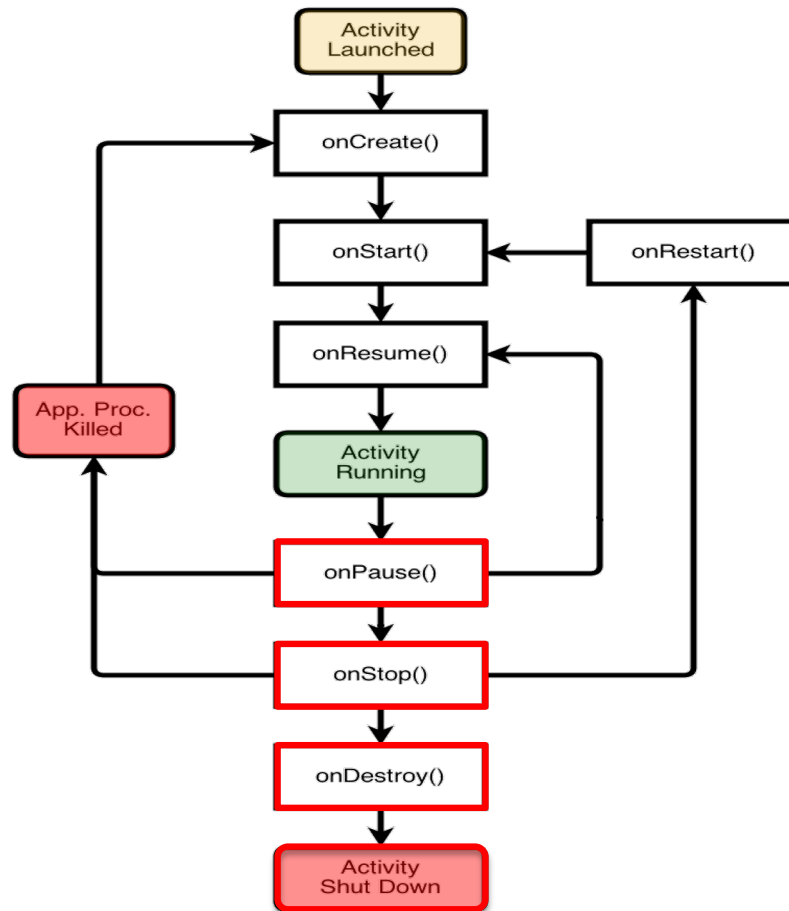 Activity
Launched
onCreate()
onStart()
onRestart()
onResume()
App. Proc.
Killed
Activity
Running
onPause()
onStop()
onDestroy()
Activity
Shut Down